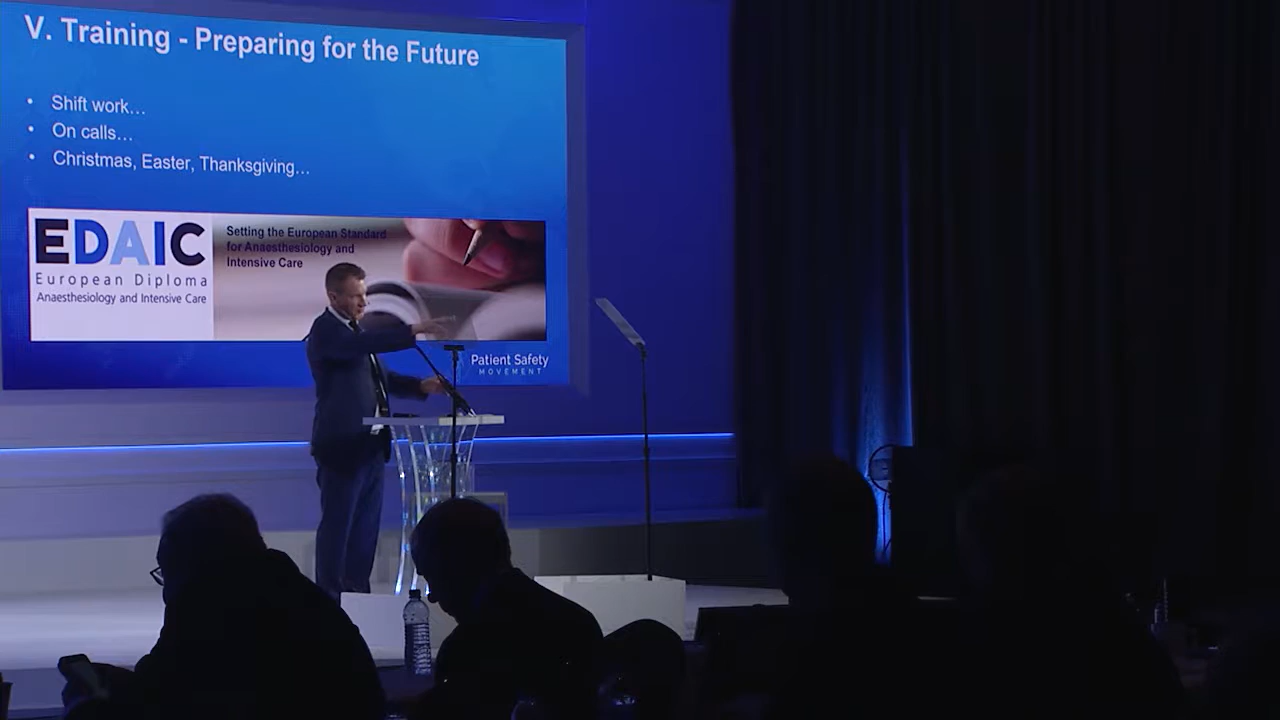 V. Training - Preparing for the Future
• Shift work…
• On calls…
• Christmas, Easter, Thanksgiving…
EDAIC
European Diploma
Anaesthesiology and Intensive Care
Setting the European Standard
for Anaesthesiology and
Intensive Care
Patient Safety
MOVEMENT